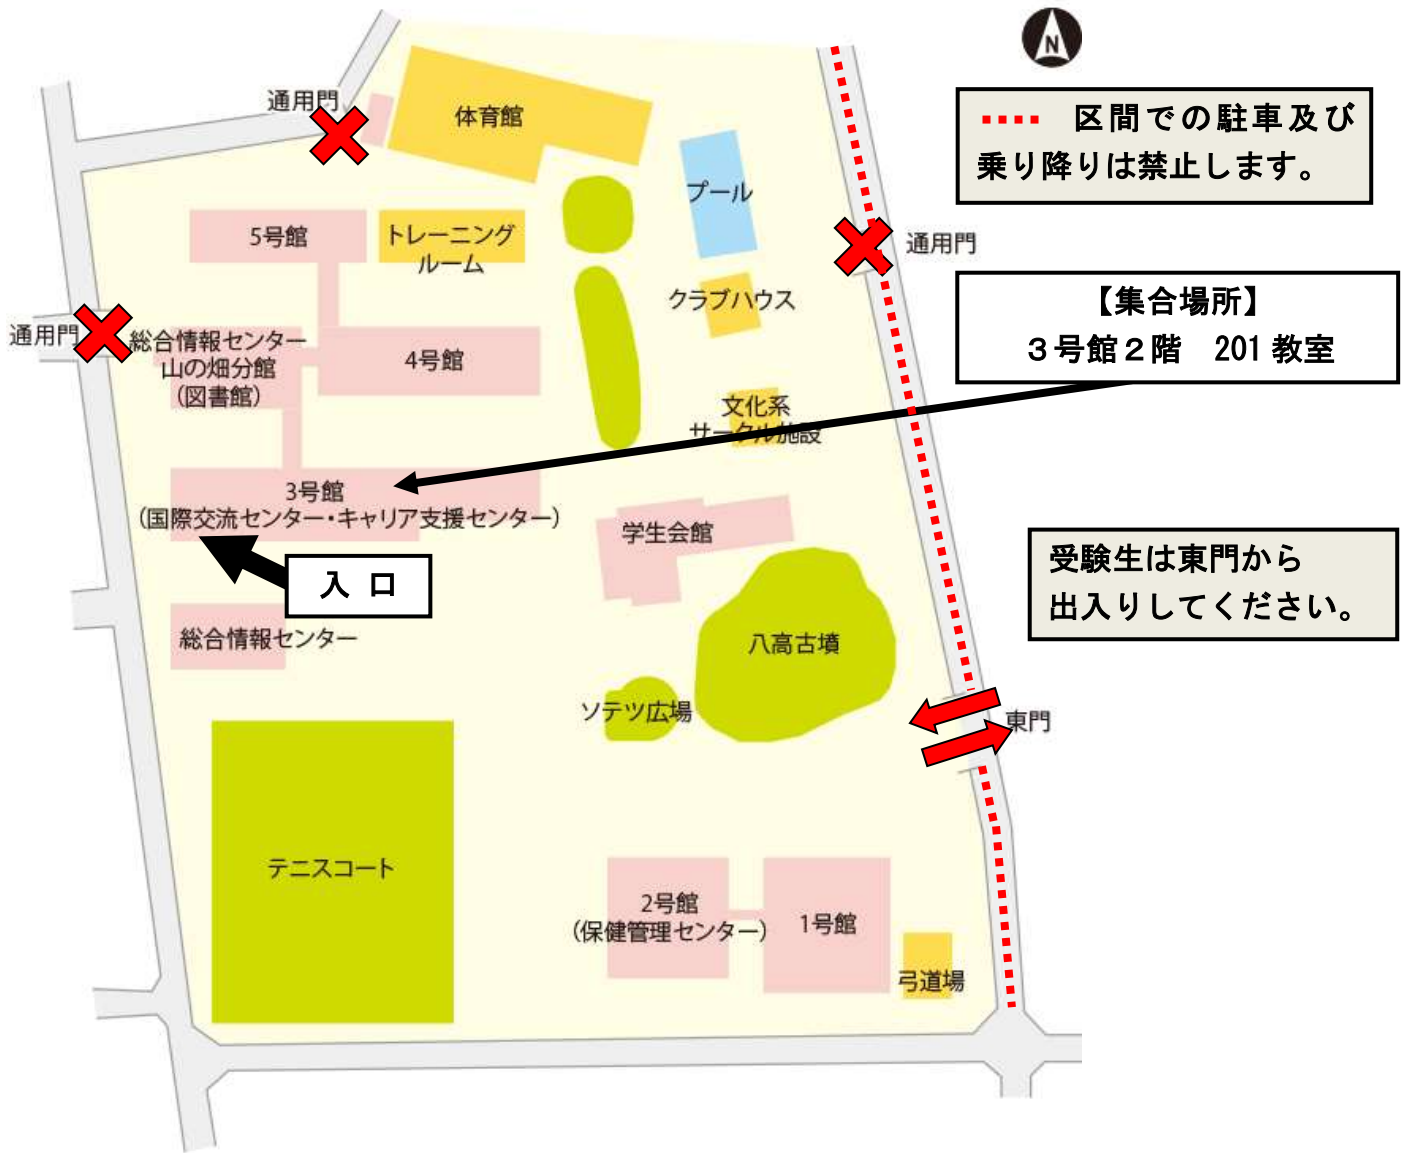 N
通用門
体育館
･････ 区間での駐車及び
乗り降りは禁止します。
プール
5号館
トレーニング
ルーム
通用門
クラブハウス
【集合場所】
３号館２階　201 教室
通用門
総合情報センター
山の畑分館
(図書館)
4号館
文化系
サークル施設
3号館
(国際交流センター・キャリア支援センター)
学生会館
受験生は東門から
出入りしてください。
入 口
総合情報センター
八高古墳
ソテツ広場
東門
テニスコート
2号館
(保健管理センター)
1号館
弓道場